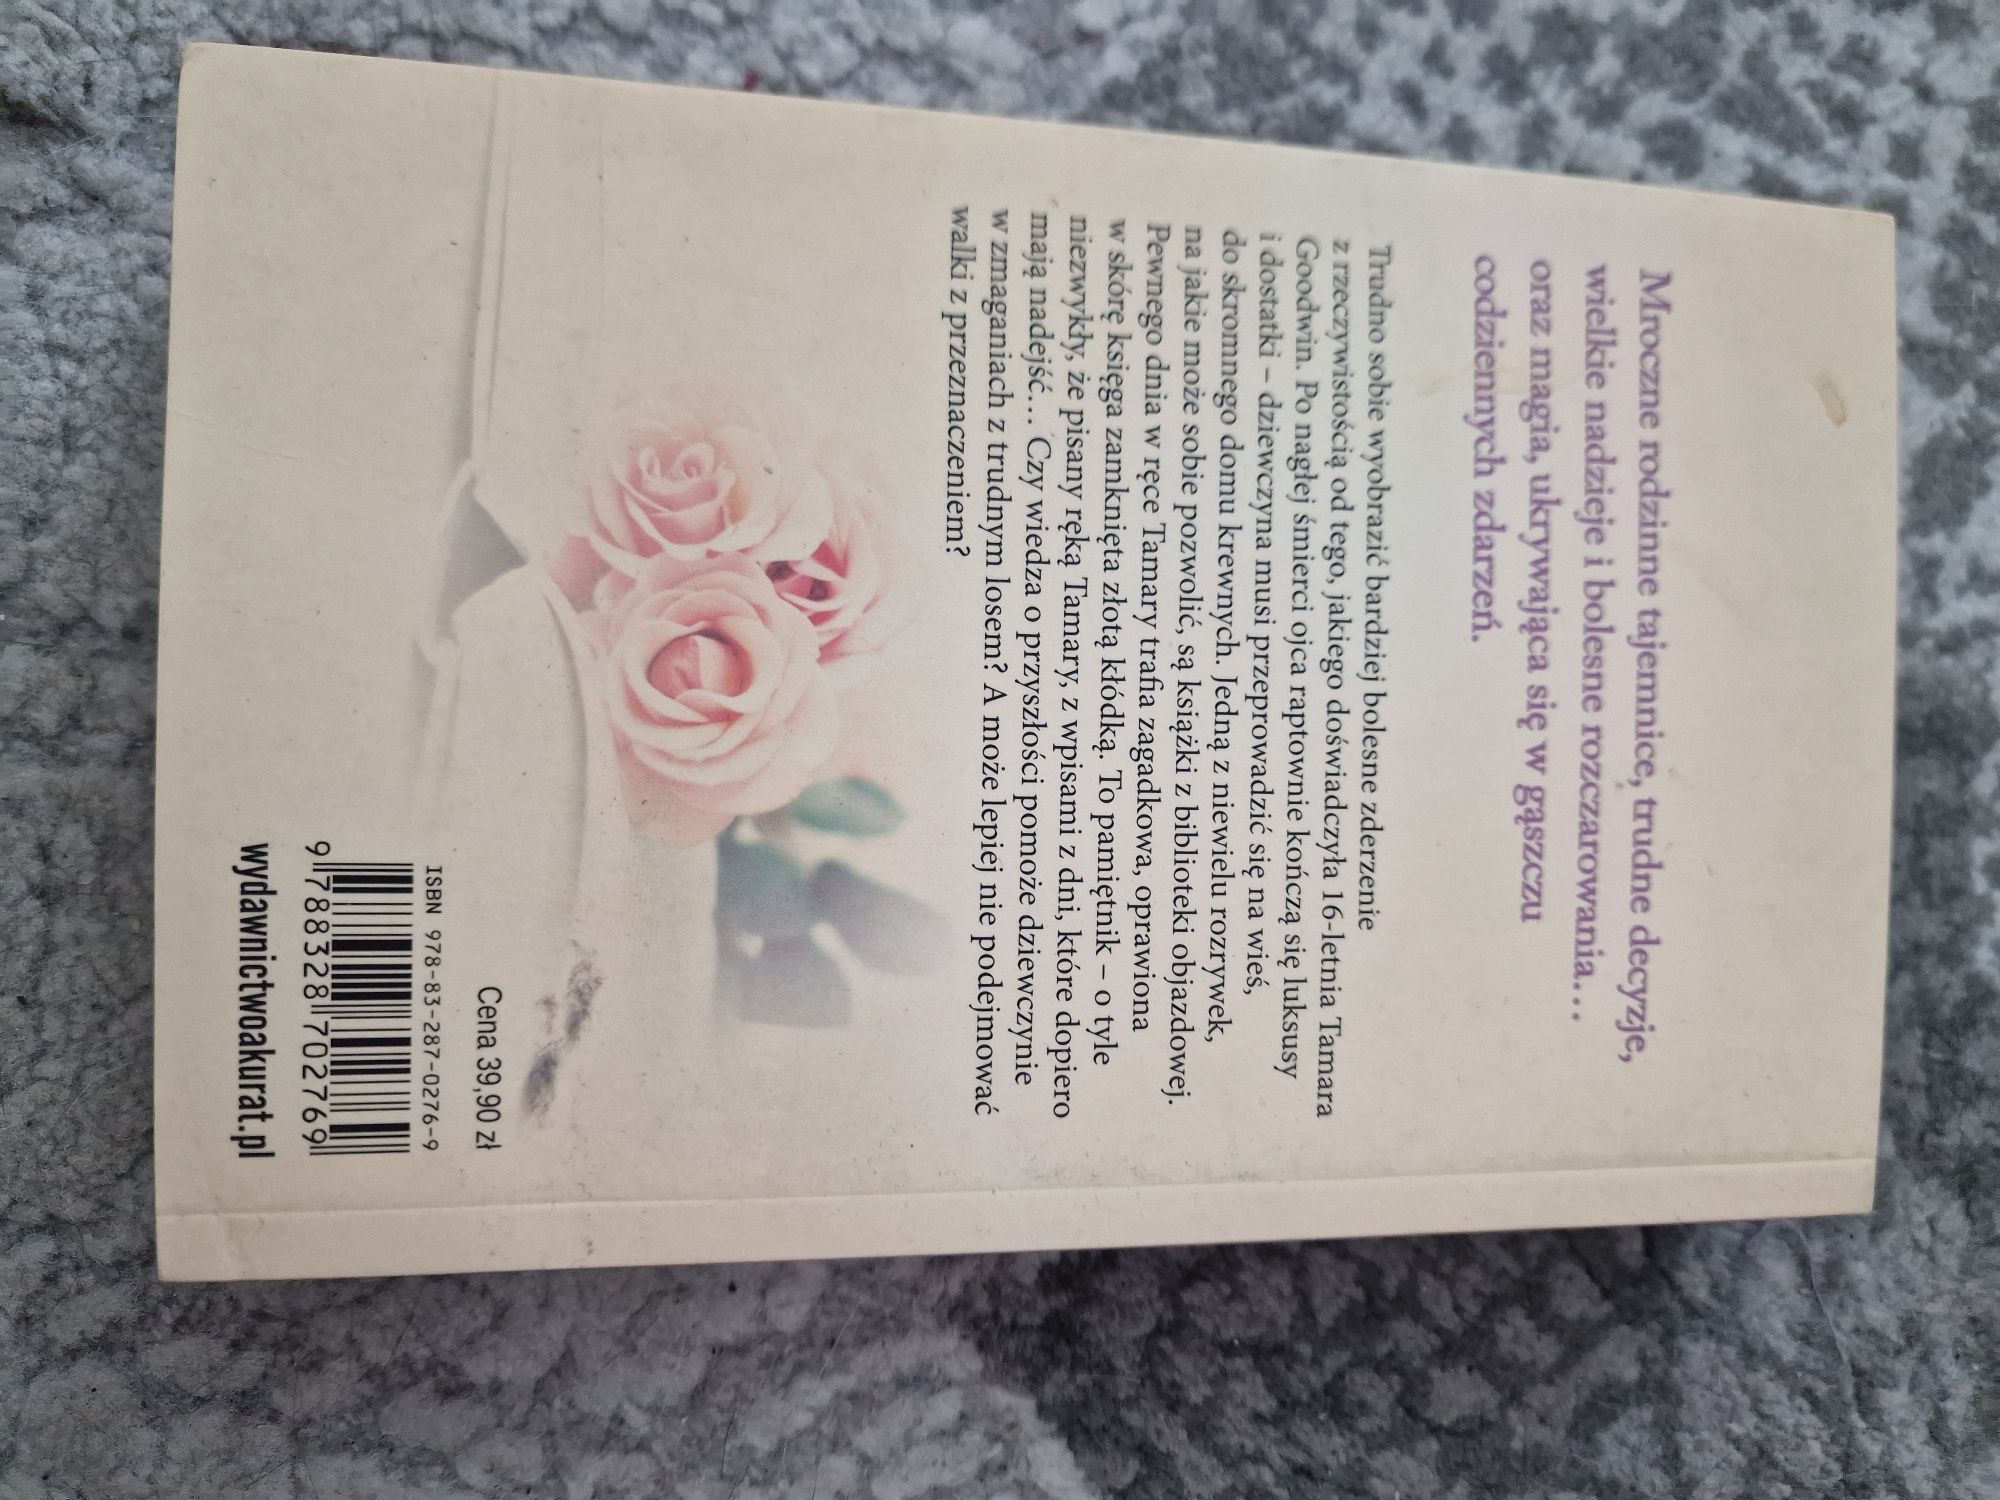 Mroczne rodzinne tajemnice, trudne decyzje,
wielkie nadzieje i bolesne rozczarowania…
oraz magia, ukrywająca się w gąszczu
codziennych zdarzeń.
Trudno sobie wyobrazić bardziej bolesne zderzenie
z rzeczywistością od tego, jakiego doświadczyła 16-letnia Tamara
Goodwin. Po nagłej śmierci ojca raptownie kończą się luksusy
i dostatki – dziewczyna musi przeprowadzić się na wieś,
do skromnego domu krewnych. Jedną z niewielu rozrywek,
na jakie może sobie pozwolić, są książki z biblioteki objazdowej.
Pewnego dnia w ręce Tamary trafia zagadkowa, oprawiona
w skórę księga zamknięta złotą kłódką. To pamiętnik – o tyle
niezwykły, że pisany ręką Tamary, z wpisami z dni, które dopiero
mają nadejść… Czy wiedza o przyszłości pomoże dziewczynie
w zmaganiach z trudnym losem? A może lepiej nie podejmować
walki z przeznaczeniem?
Cena 39,90 zł
ISBN 978-83-287-0276-9
9 788328 702769
wydawnictwoakurat.pl